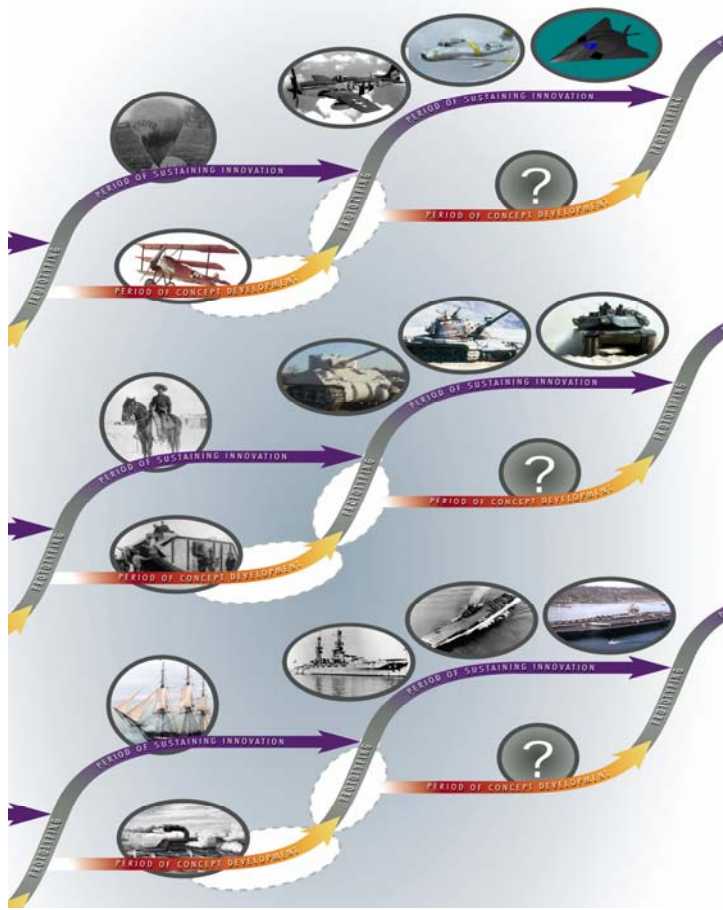 PERIOD OF SUSTAINING INNOVATION
PROTOTYPING
PERIOD OF SUSTAINING INNOVATION
PROTOTYPING
?
PERIOD OF CONCEPT DEVELOPMENT
PROTOTYPING
PERIOD OF CONCEPT DEVELOPMENT
PERIOD OF SUSTAINING INNOVATION
PROTOTYPING
PERIOD OF SUSTAINING INNOVATION
PROTOTYPING
?
PERIOD OF CONCEPT DEVELOPMENT
PROTOTYPING
PERIOD OF CONCEPT DEVELOPMENT
PERIOD OF SUSTAINING INNOVATION
PROTOTYPING
PERIOD OF SUSTAINING INNOVATION
PROTOTYPING
?
PERIOD OF CONCEPT DEVELOPMENT
PROTOTYPING
PERIOD OF CONCEPT DEVELOPMENT